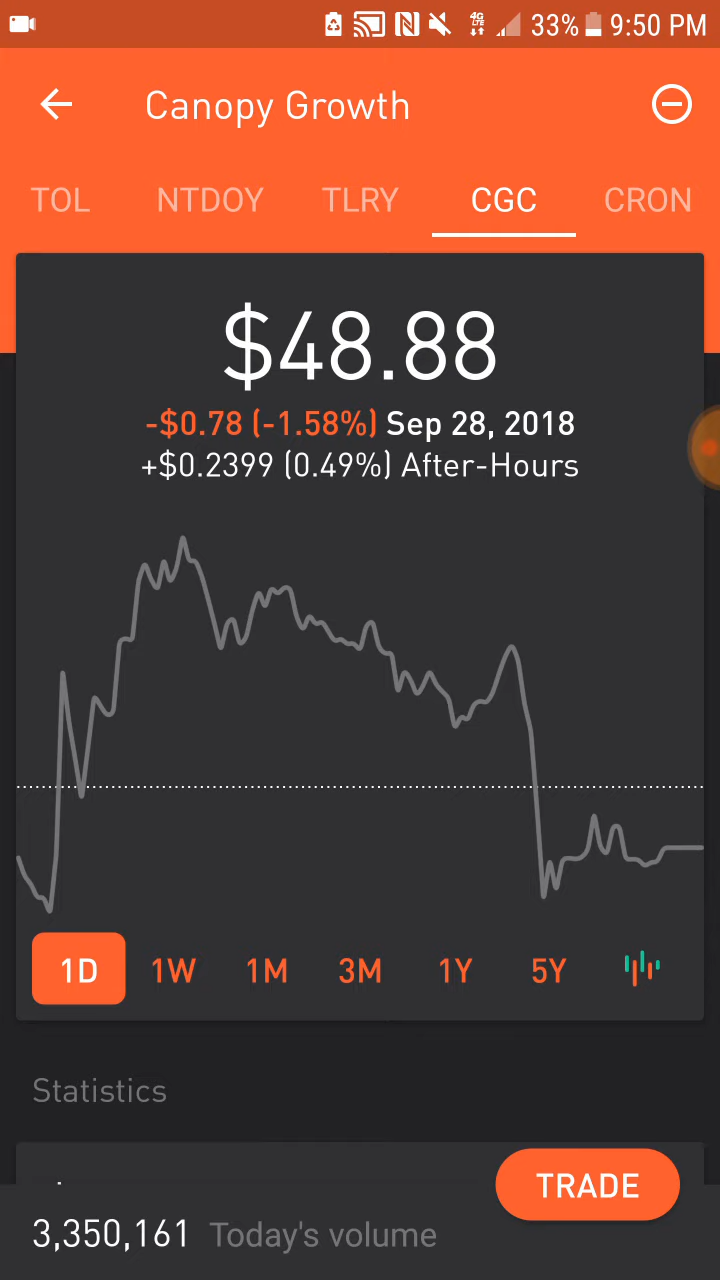 4G LTE 33% 9:50 PM
Canopy Growth
TOL NTDOY TLRY CGC CRON
$48.88
-$0.78 (-1.58%) Sep 28, 2018
+$0.2399 (0.49%) After-Hours
1D 1W 1M 3M 1Y 5Y
Statistics
TRADE
3,350,161 Today's volume